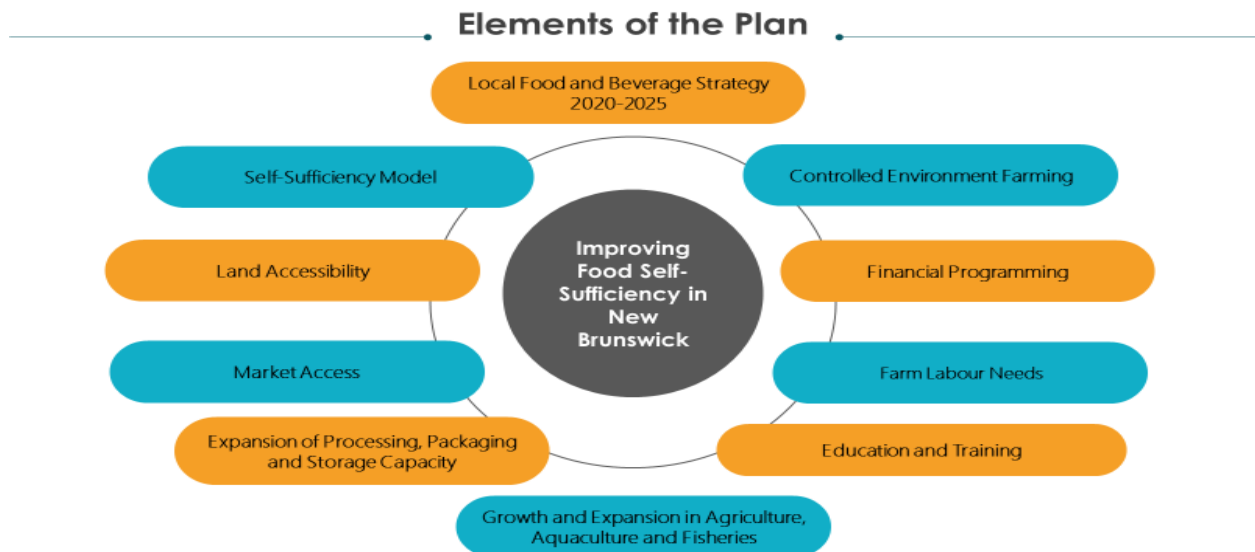 Elements of the Plan
Local Food and Beverage Strategy
2020-2025
Self-Sufficiency Model
Controlled Environment Farming
Land Accessibility
Improving
Food Self-
Sufficiency in
New
Brunswick
Financial Programming
Market Access
Farm Labour Needs
Expansion of Processing, Packaging
and Storage Capacity
Education and Training
Growth and Expansion in Agriculture,
Aquaculture and Fisheries